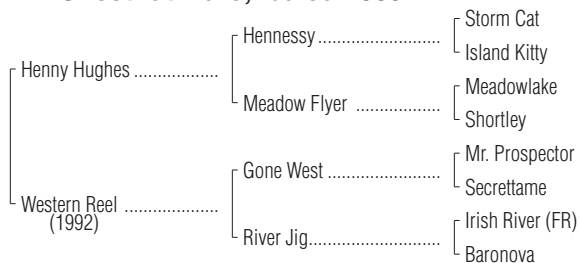 Storm Cat
Hennessy
Island Kitty
Henny Hughes
Meadowlake
Meadow Flyer
Shortley
Mr. Prospector
Gone West
Secrettame
Western Reel
(1992)
Irish River (FR)
River Jig
Baronova